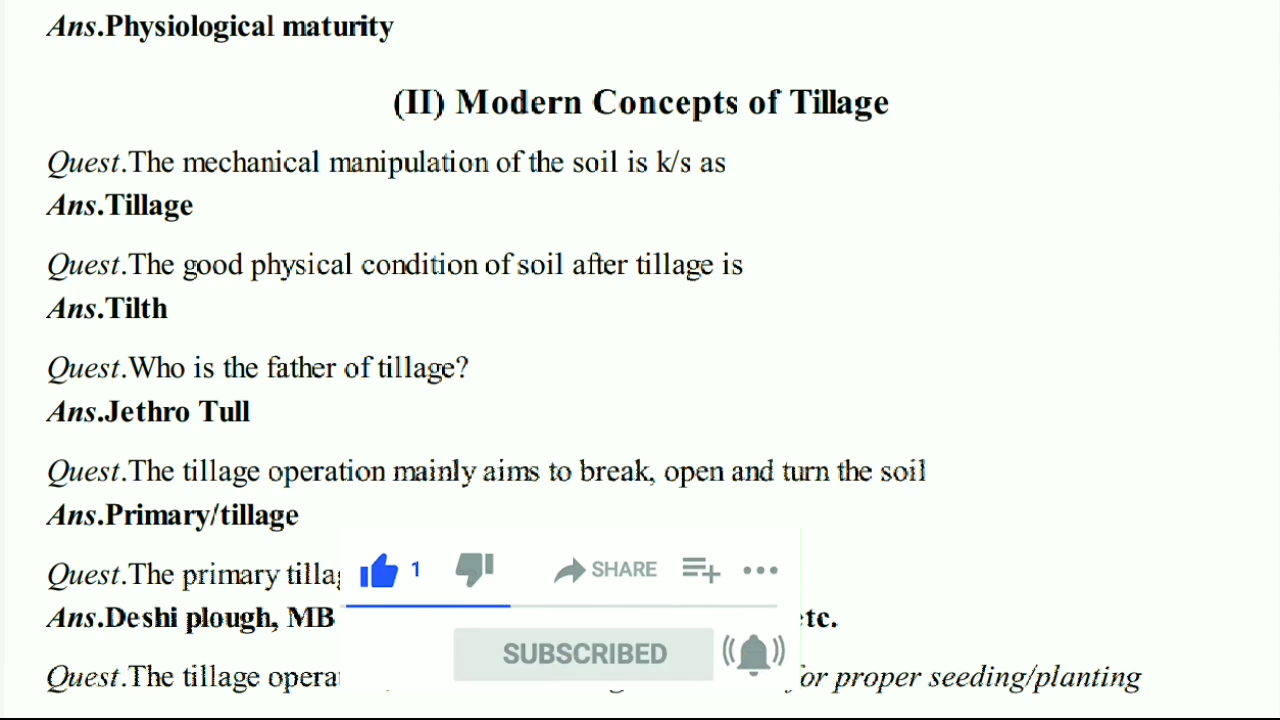 Ans.Physiological maturity
(II) Modern Concepts of Tillage
Quest.The mechanical manipulation of the soil is k/s as
Ans.Tillage
Quest.The good physical condition of soil after tillage is
Ans.Tilth
Quest.Who is the father of tillage?
Ans.Jethro Tull
Quest.The tillage operation mainly aims to break, open and turn the soil
Ans.Primary/tillage
Quest.The primary
1 SHARE
Ans.Deshi plough, MB etc.
SUBSCRIBED
Quest.The tillage for proper seeding/planting